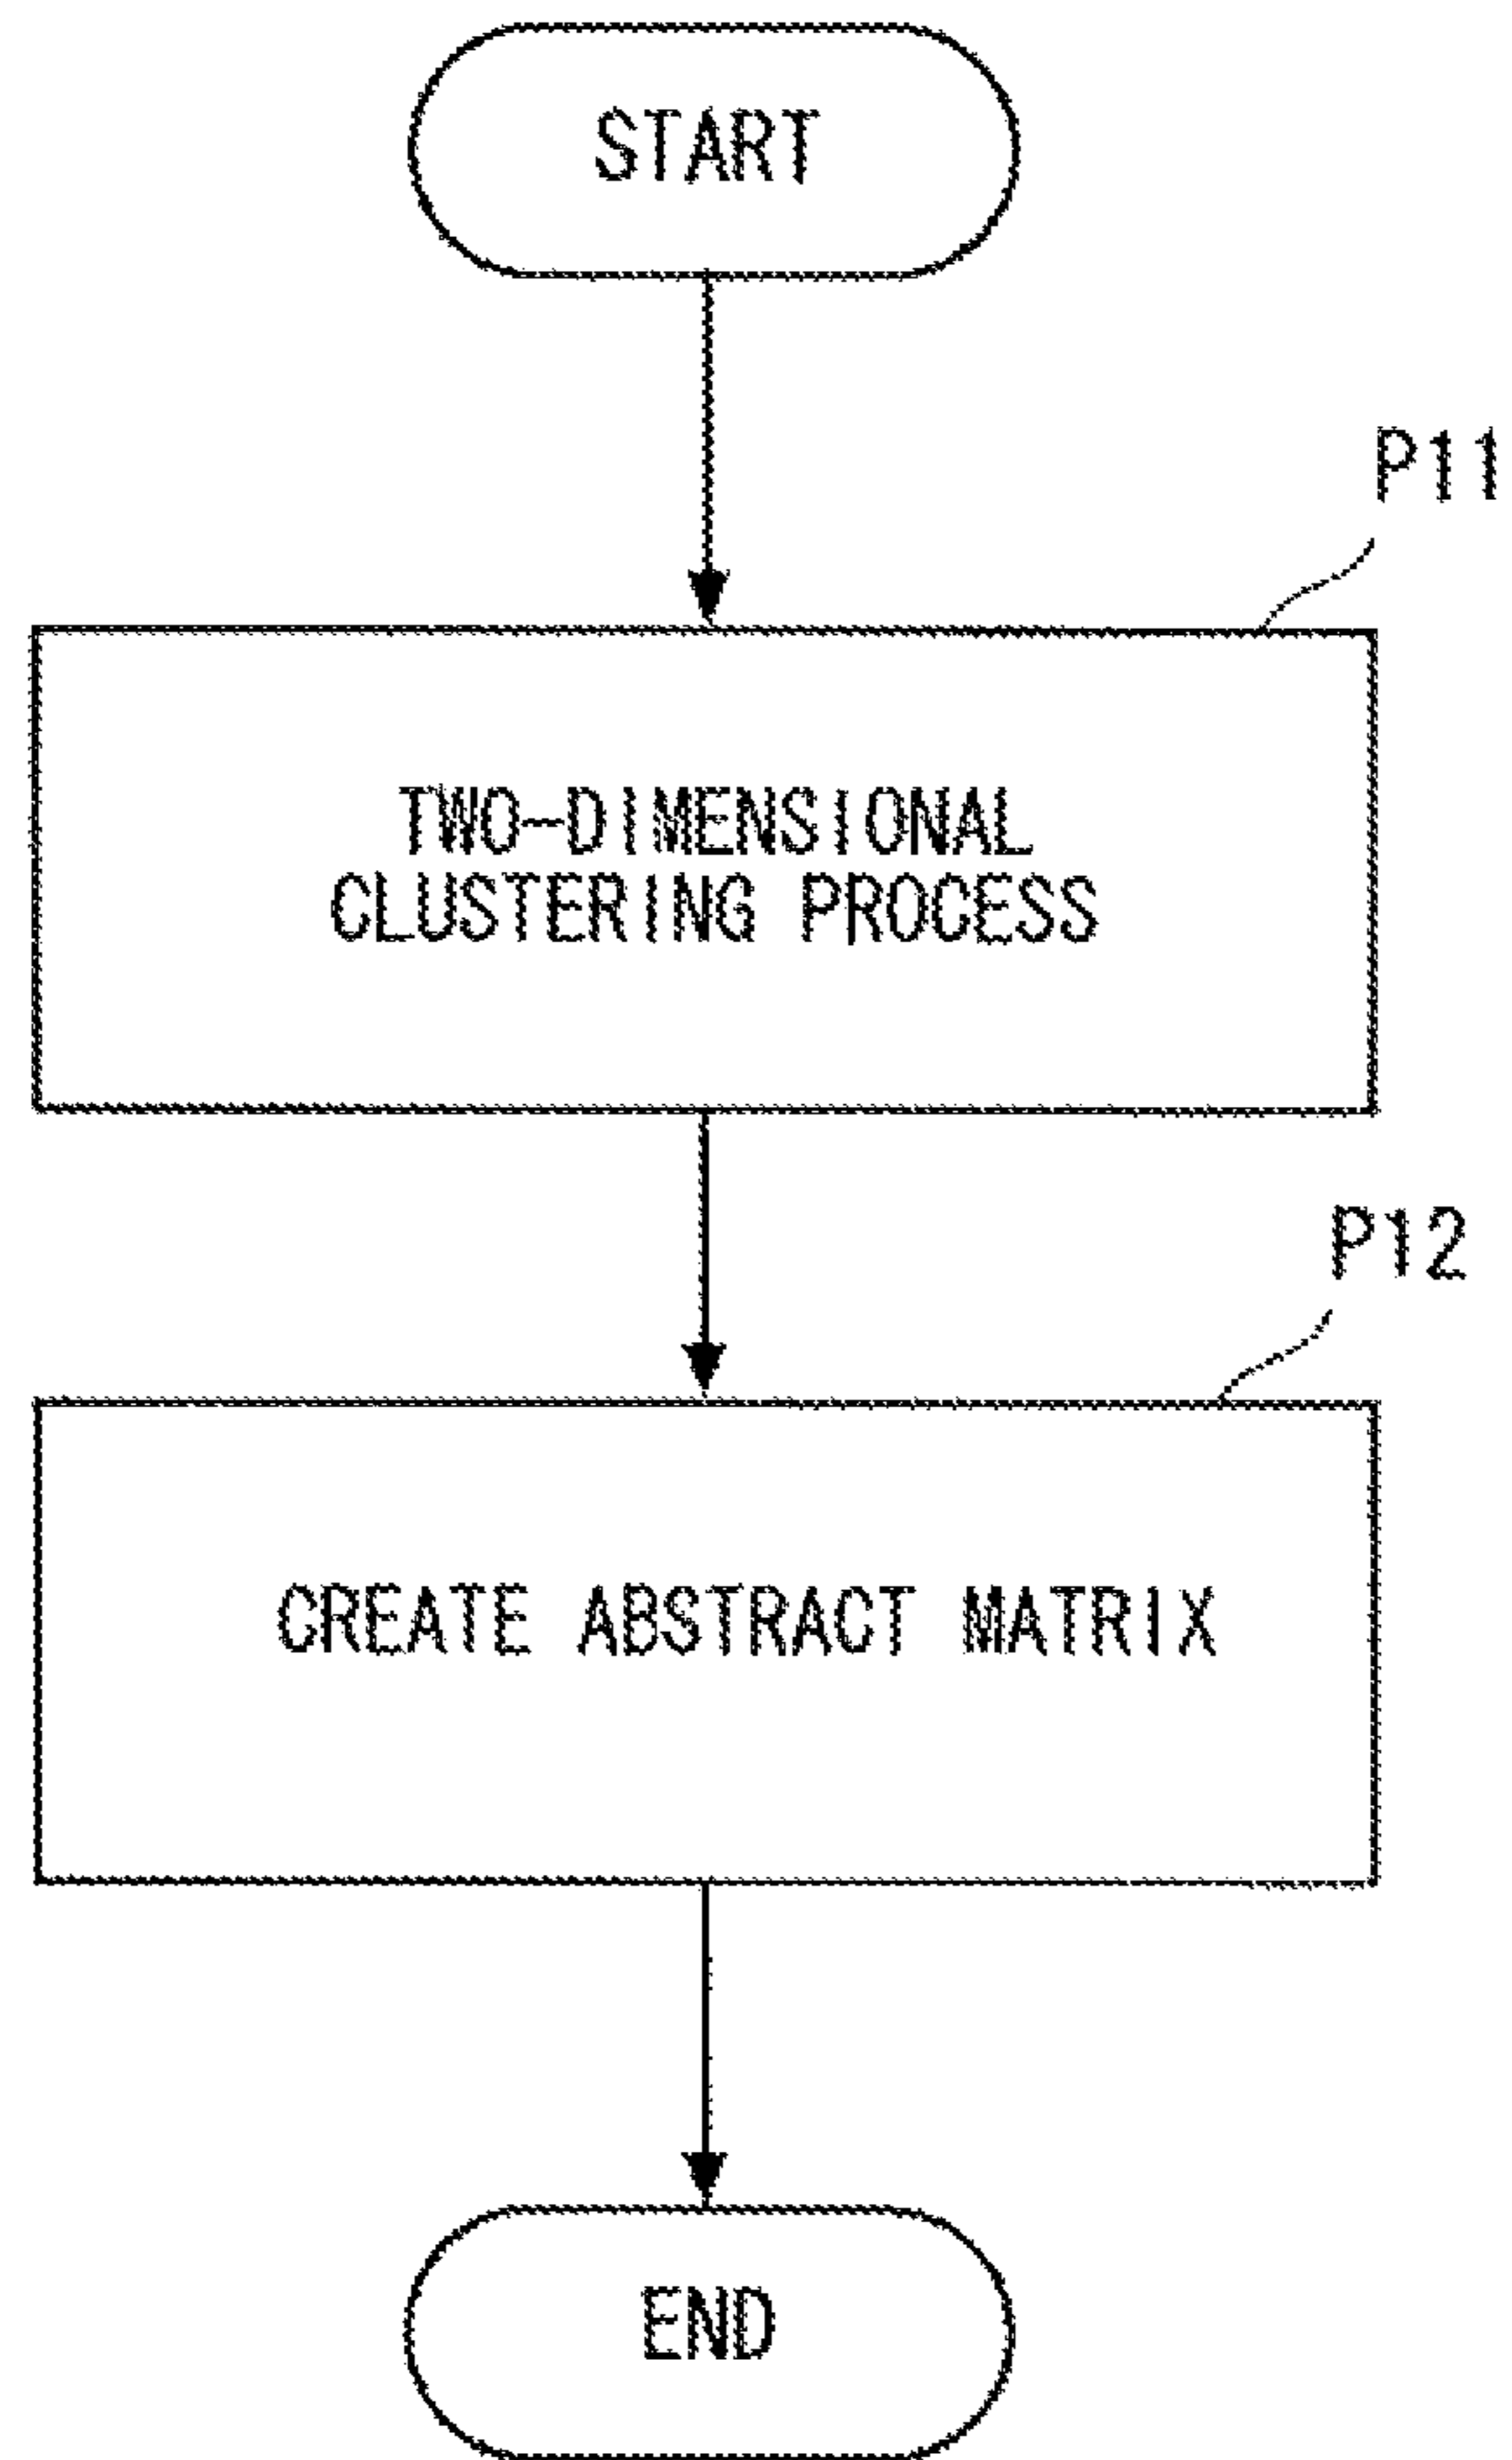 START
P11
TWO-DIMENSIONAL
CLUSTERING PROCESS
P12
CREATE ABSTRACT MATRIX
END